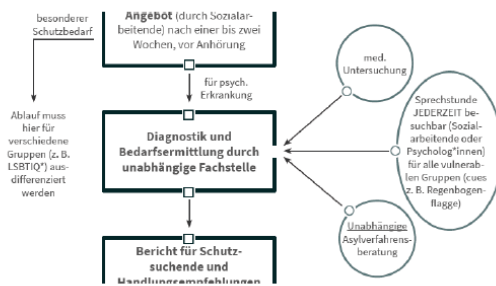 besonderer
Schutzbedarf
Angebot (durch Sozialar-
beitende) nach einer bis zwei
Wochen, vor Anhörung
für psych.
Erkrankung
med.
Untersuchung
Ablauf muss
hier für
verschiedene
Gruppen (z. B.
LSBTIQ*) aus-
differenziert
werden
Diagnostik und
Bedarfsermittlung durch
unabhängige Fachstelle
Sprechstunde
JEDERZEIT be-
suchbar (Sozial-
arbeitende oder
Psycholog*innen)
für alle vulnerab-
len Gruppen (cues
z. B. Regenbogen-
flagge)
Unabhängige
Asylverfahrens-
beratung
Bericht für Schutz-
suchende und
Handlungsempfehlungen